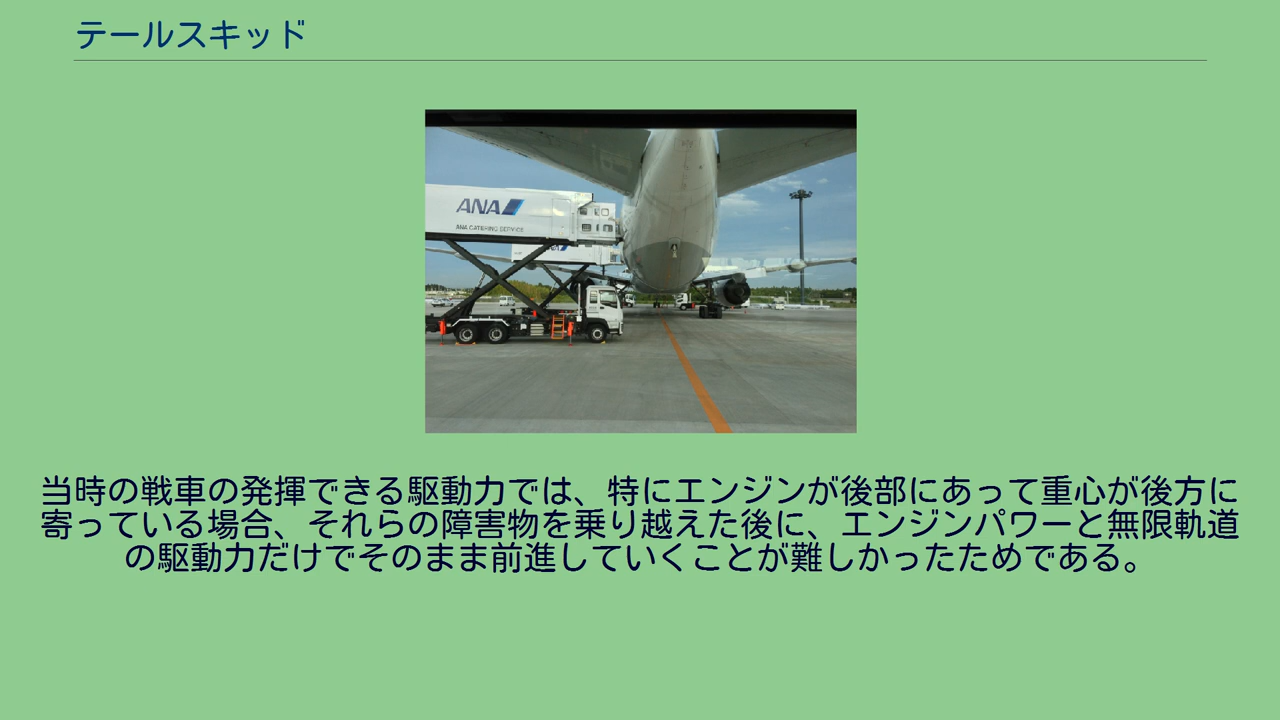 テールスキッド
ANA
ANA CATERING SERVICE
ANA
当時の戦車の発揮できる駆動力では、特にエンジンが後部にあって重心が後方に
寄っている場合、それらの障害物を乗り越えた後に、エンジンパワーと無限軌道
の駆動力だけでそのまま前進していくことが難しかったためである。